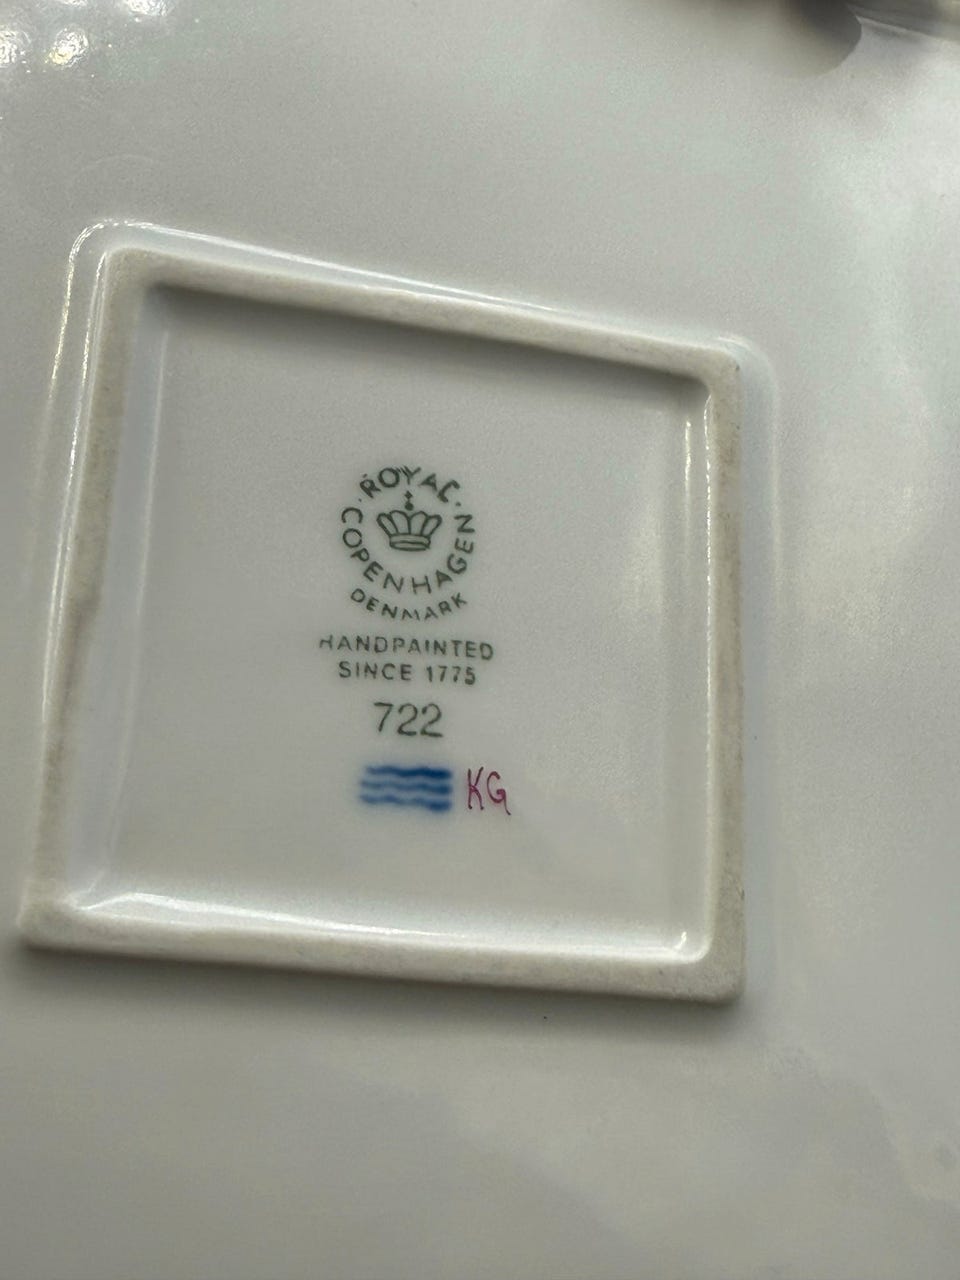 ROYAL
COPENHAGEN
DENMARK
HANDPAINTED
SINCE 1775
722
KG